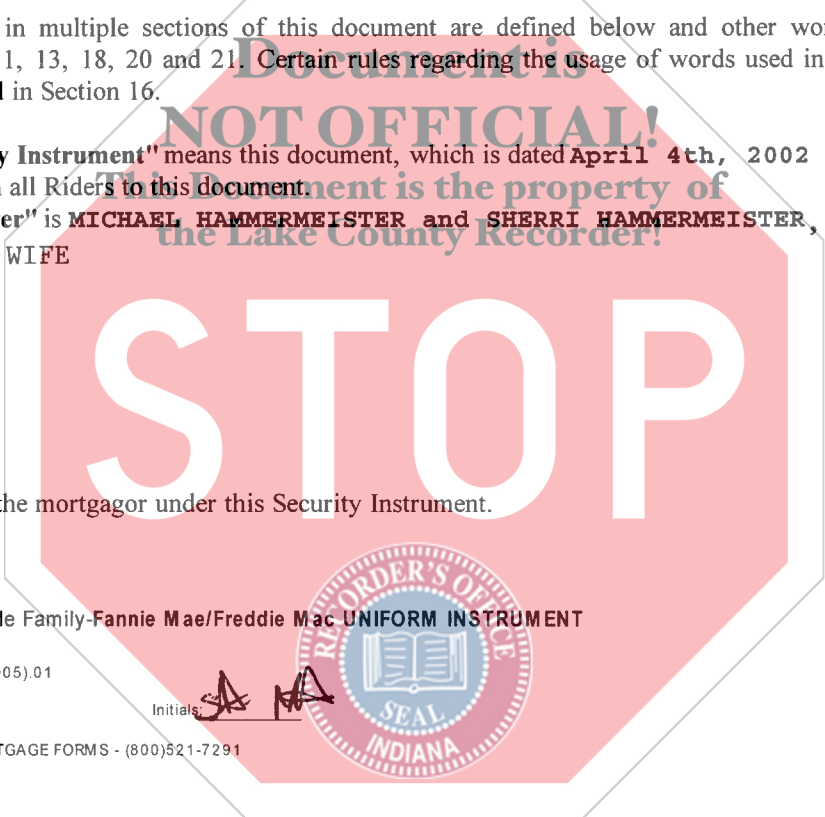 in multiple sections of this document are defined below and other wo
1, 13, 18, 20 and 21. Certain rules regarding the usage of words used in
Document is
in Section 16.
NOT OFFICIAL!
y Instrument" means this document, which is dated April 4th, 2002
all Riders to this document.
This Document is the property of
er" is MICHAEL HAMMERMEISTER and SHERRI HAMMERMEISTER,
the Lake County Recorder!
WIFE
STOP
the mortgagor under this Security Instrument.
RECORDER'S OFFICE
le Family-Fannie Mae/Freddie Mac UNIFORM INSTRUMENT
005).01
Initials:
SEAL
INDIANA
TGAGE FORMS - (800)521-7291